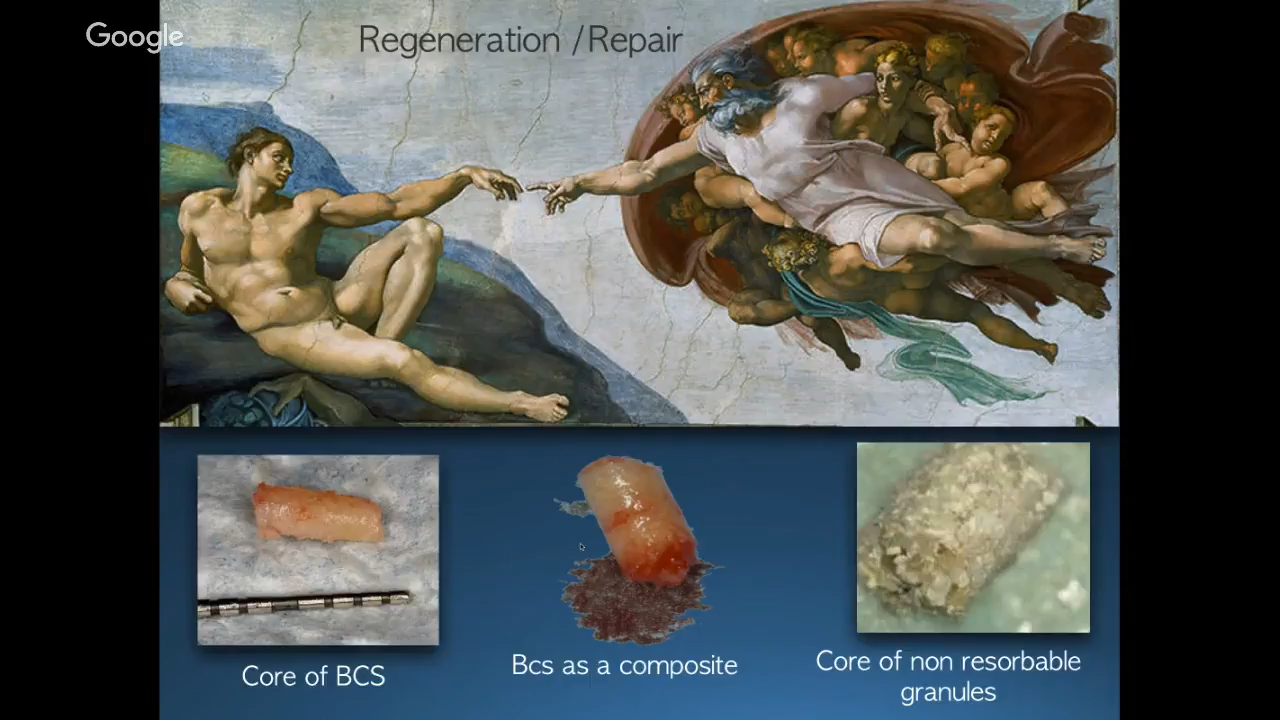 Google
Regeneration /Repair
Core of BCS
Bcs as a composite
Core of non resorbable
granules